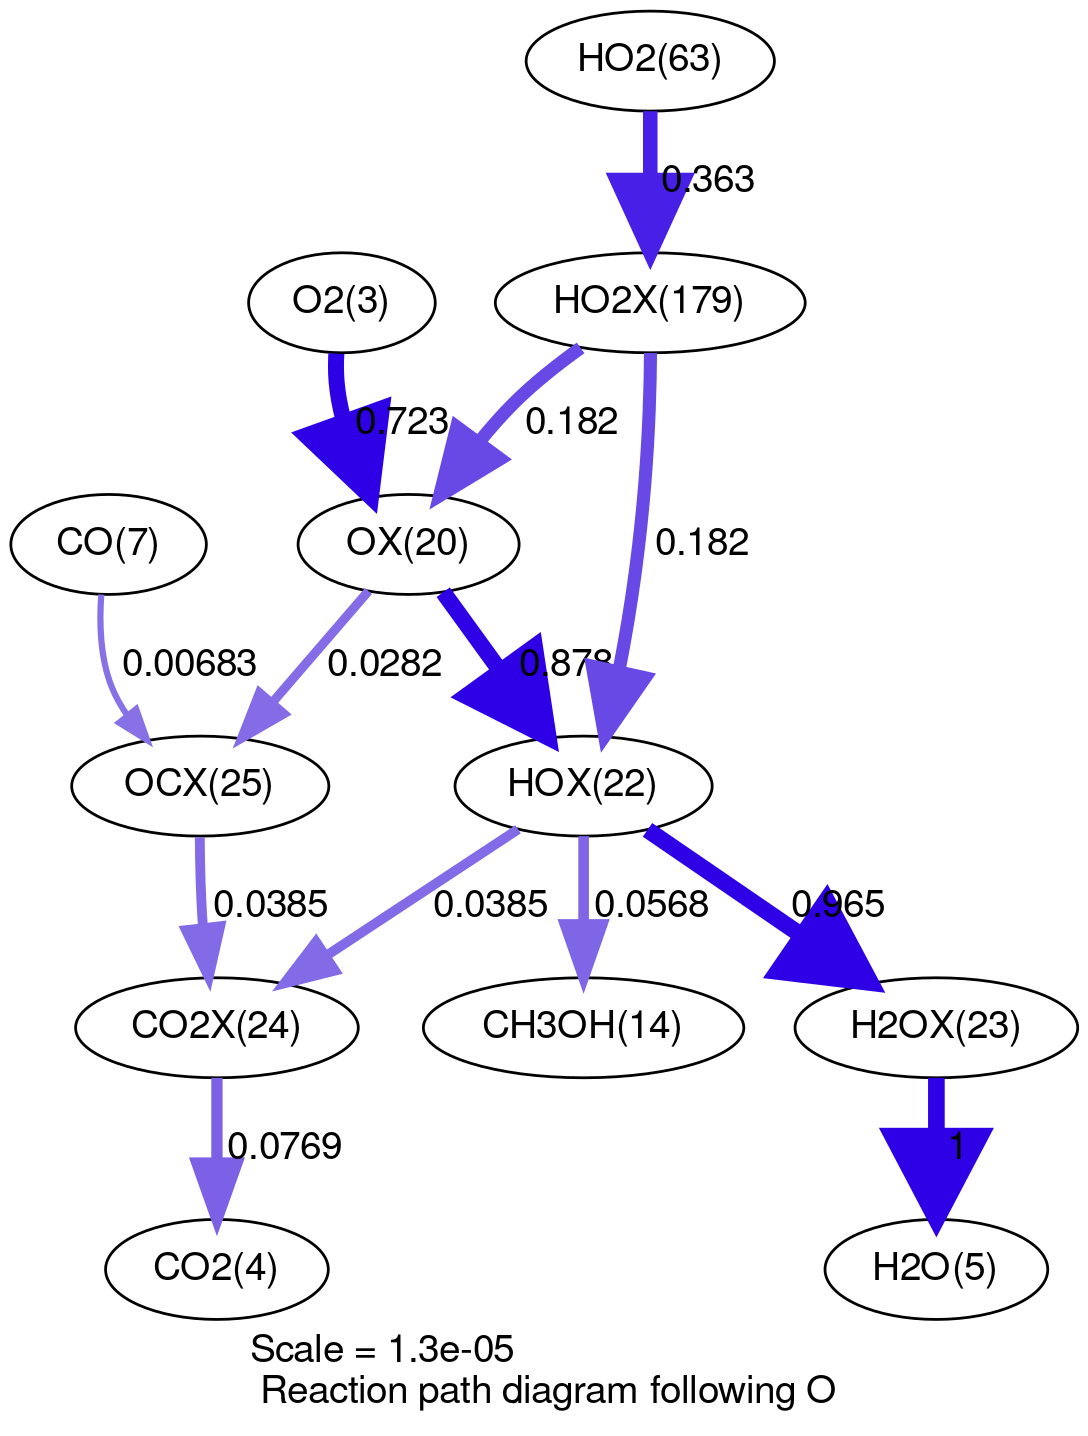 HO2(63)
0.363
O2(3)
HO2X(179)
0.723
0.182
CO(7)
OX(20)
0.182
0.00683
0.0282
0.878
OCX(25)
HOX(22)
0.0385
0.0385
0.0568
0.965
CO2X(24)
CH3OH(14)
H2OX(23)
0.0769
1
CO2(4)
H2O(5)
Scale = 1.3e-05
Reaction path diagram following O